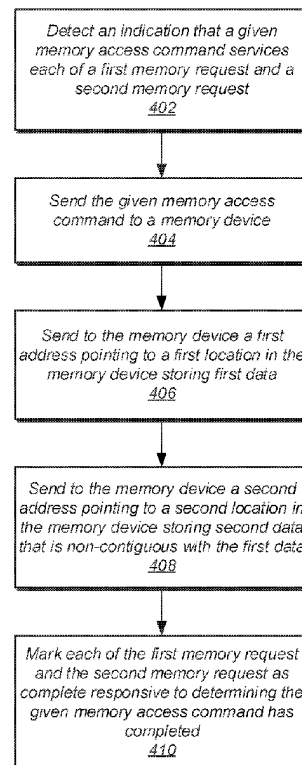 Detect an indication that a given
memory access command services
each of a first memory request and a
second memory request
402
Send the given memory access
command to a memory device
404
Send to the memory device a first
address pointing to a first location in the
memory device storing first data
406
Send to the memory device a second
address pointing to a second location in
the memory device storing second data
that is non-contiguous with the first data
408
Mark each of the first memory request
and the second memory request as
complete responsive to determining the
given memory access command has
completed
410